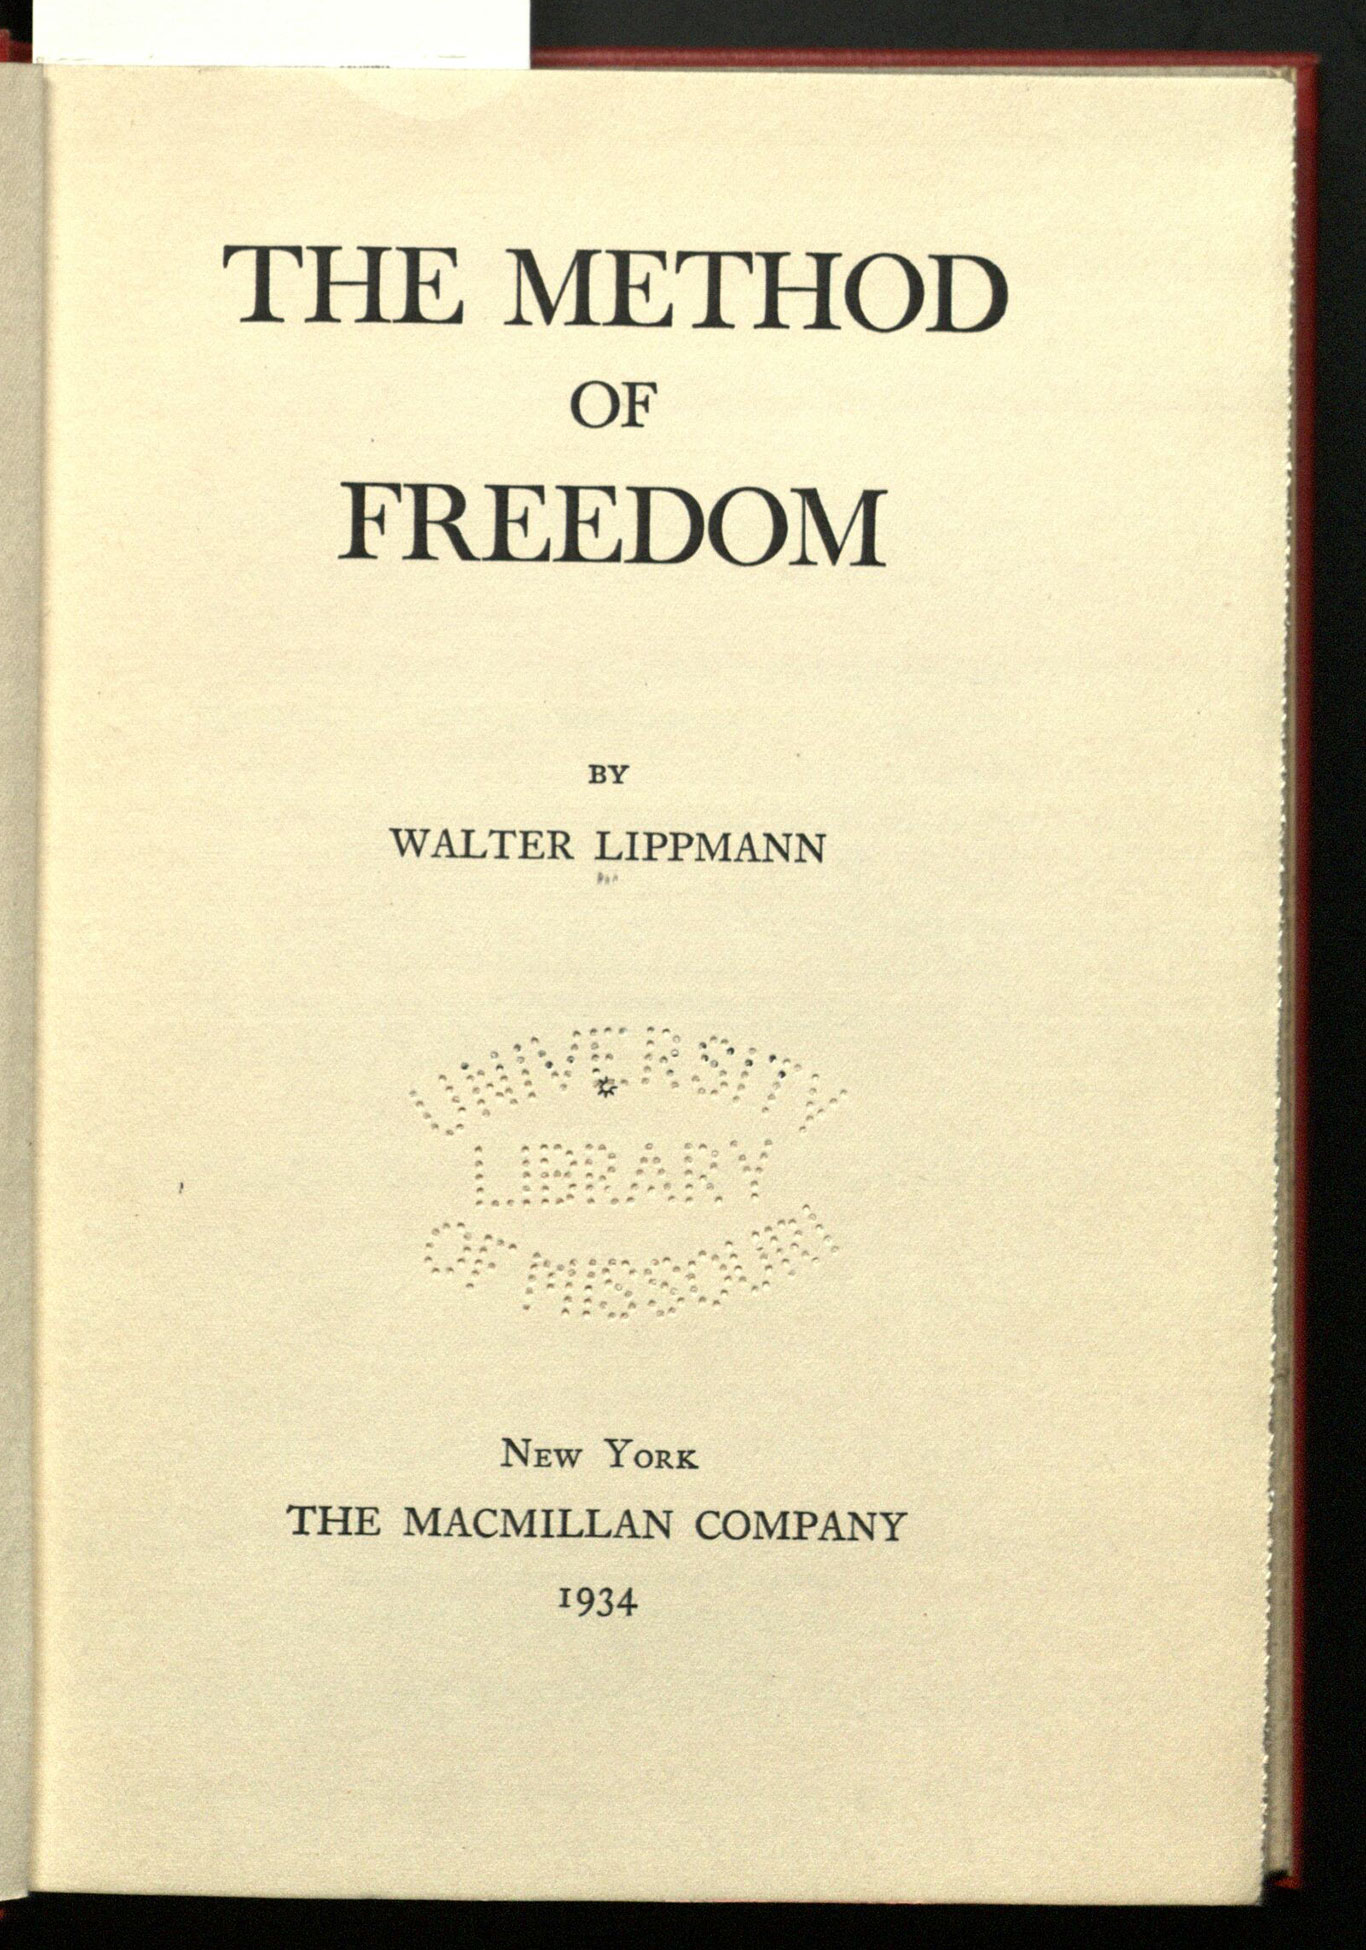 THE METHOD
OF
FREEDOM
BY
WALTER LIPPMANN
UNIVERSITY
LIBRARY
OF MISSOURI
New York
THE MACMILLAN COMPANY
1934